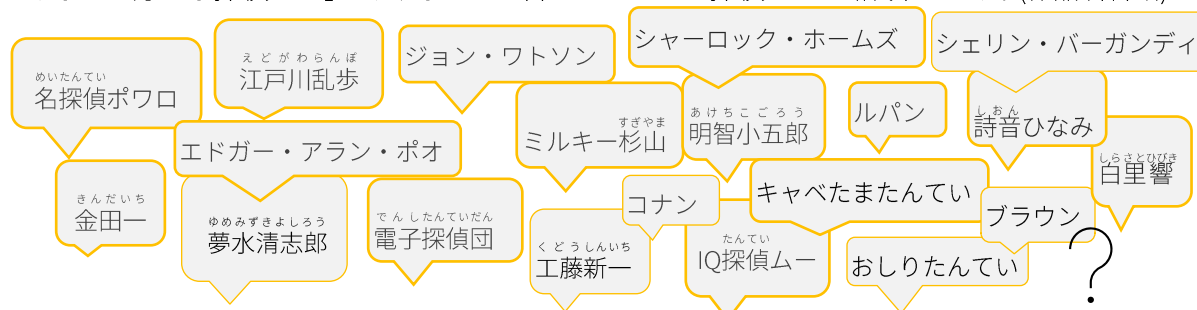 シャーロック・ホームズ
シェリン・バーガンディ
ジョン・ワトソン
えどがわらんぽ
江戸川乱歩
めいたんてい
名探偵ポワロ
すぎやま
ミルキー杉山
あけちこごろう
明智小五郎
ルパン
しおん
詩音ひなみ
エドガー・アラン・ポオ
しらさとひびき
白里響
きんだいち
金田一
ゆめみずきよしろう
夢水清志郎
でんしたんていだん
電子探偵団
コナン
キャベたまたんてい
ブラウン
くどうしんいち
工藤新一
たんてい
IQ探偵ムー
おしりたんてい
?